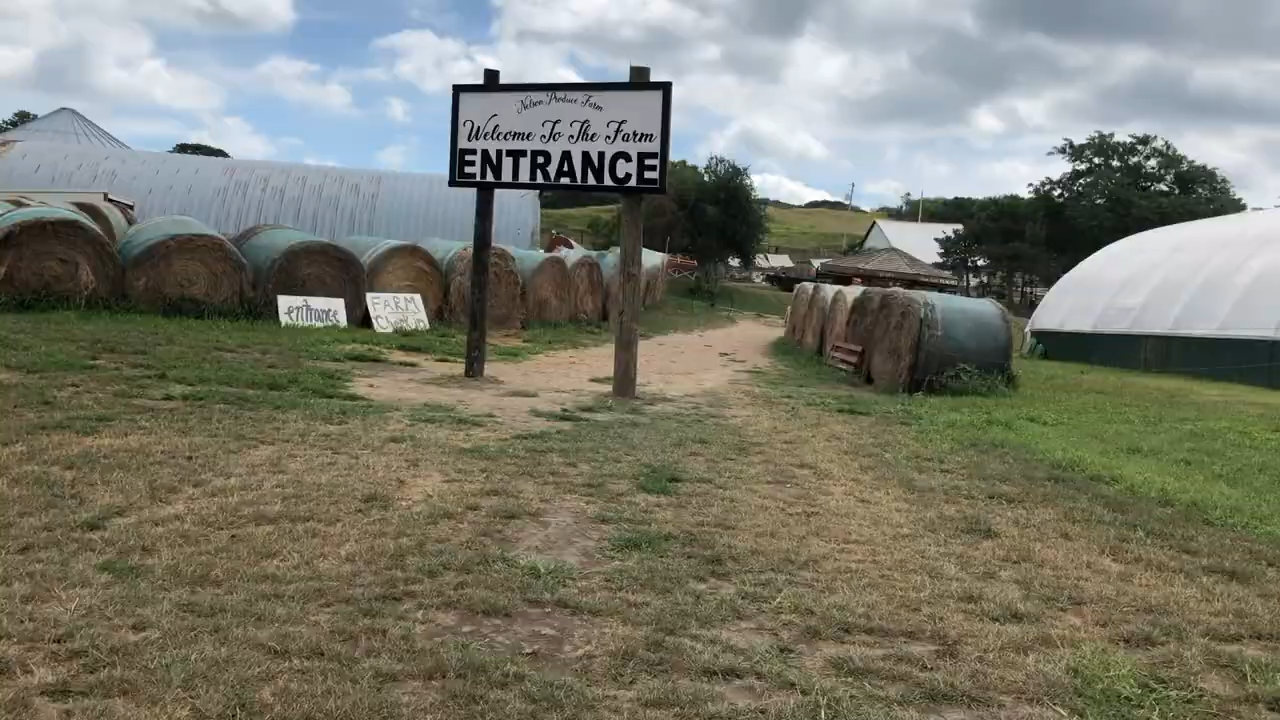 Nelson Produce Farm
Welcome To The Farm
ENTRANCE
entrance
FARM